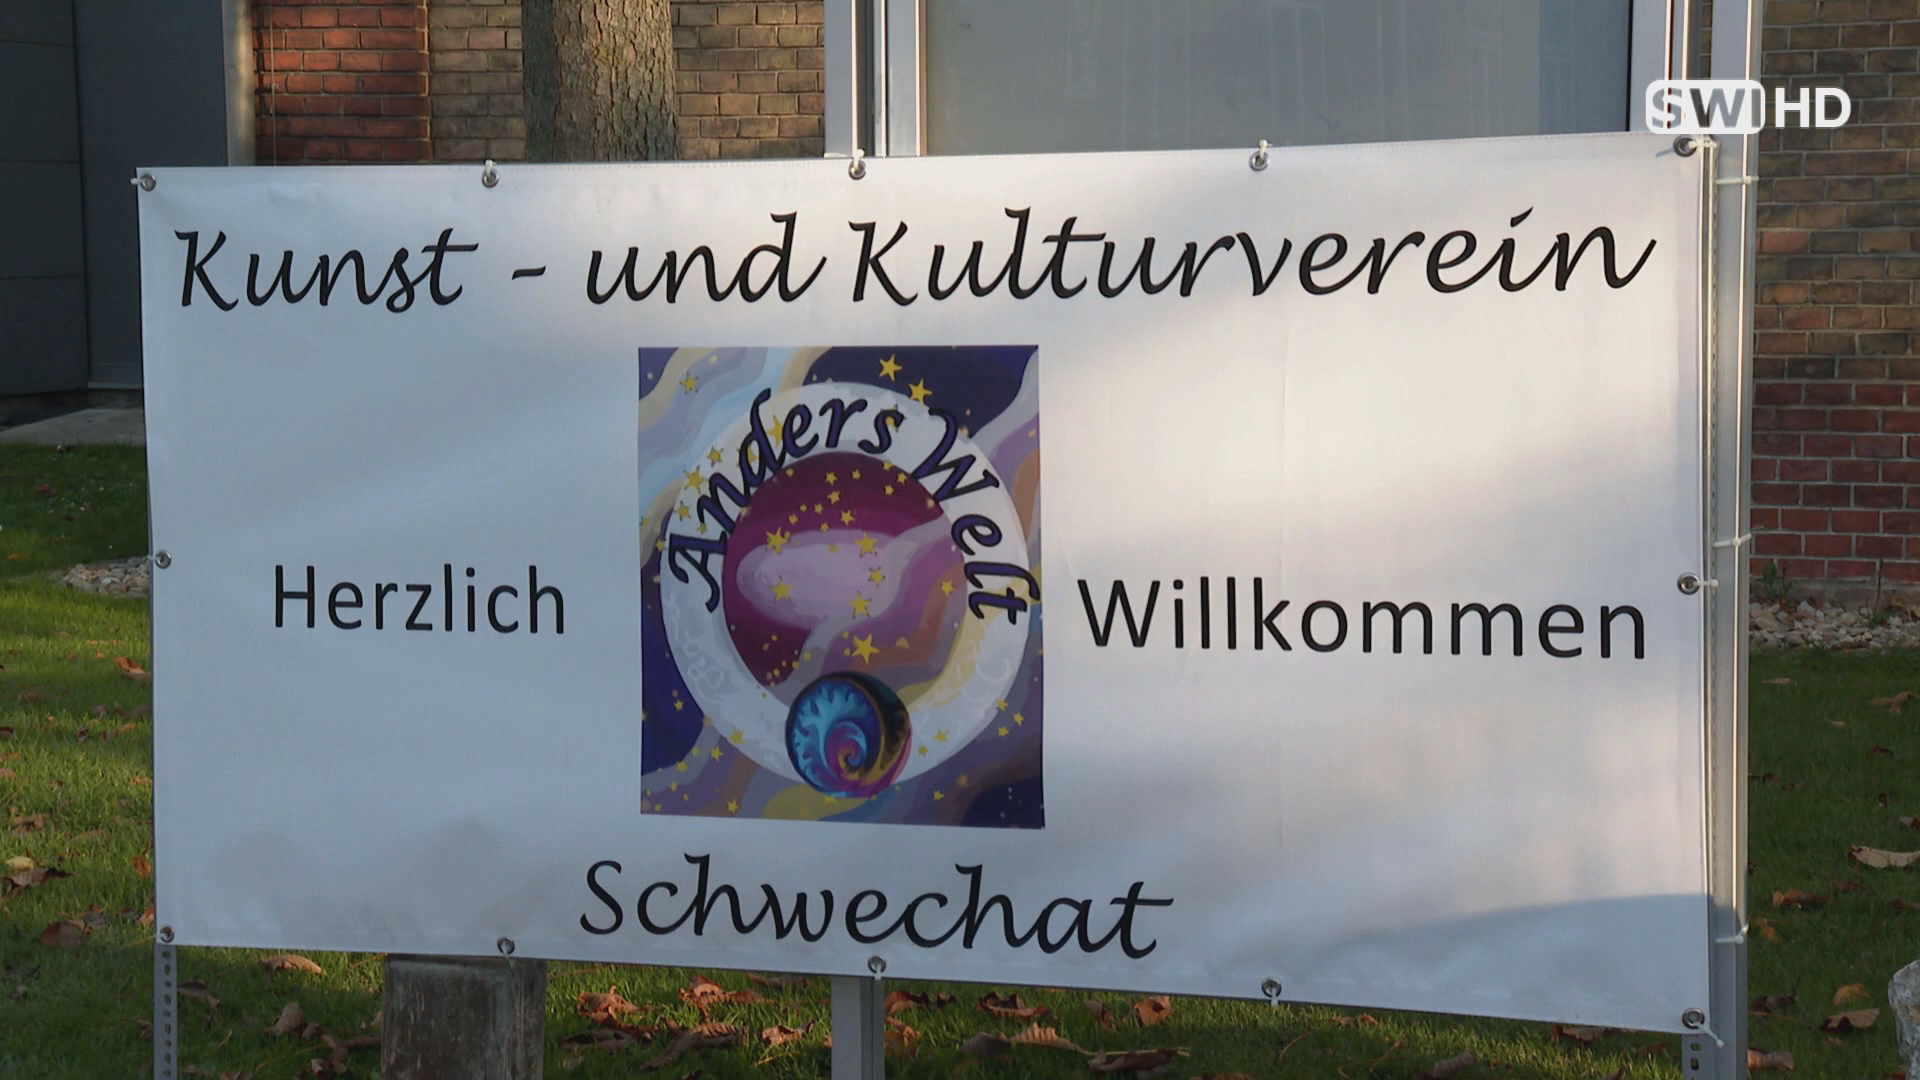 SWI HD
Kunst - und Kulturverein
Anders Welt
Herzlich Willkommen
Schwechat